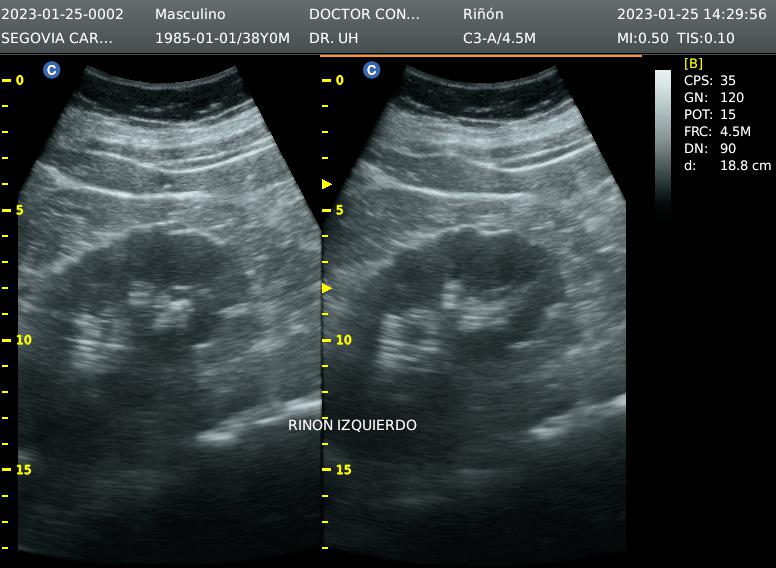 2023-01-25-0002 Masculino DOCTOR CON... Riñón 2023-01-25 14:29:56
SEGOVIA CAR... 1985-01-01/38Y0M DR. UH C3-A/4.5M MI:0.50 TIS:0.10
C C
[B]
CPS: 35
GN: 120
POT: 15
FRC: 4.5M
DN: 90
d: 18.8 cm
0 0
5 5
10 10
RINON IZQUIERDO
15 15